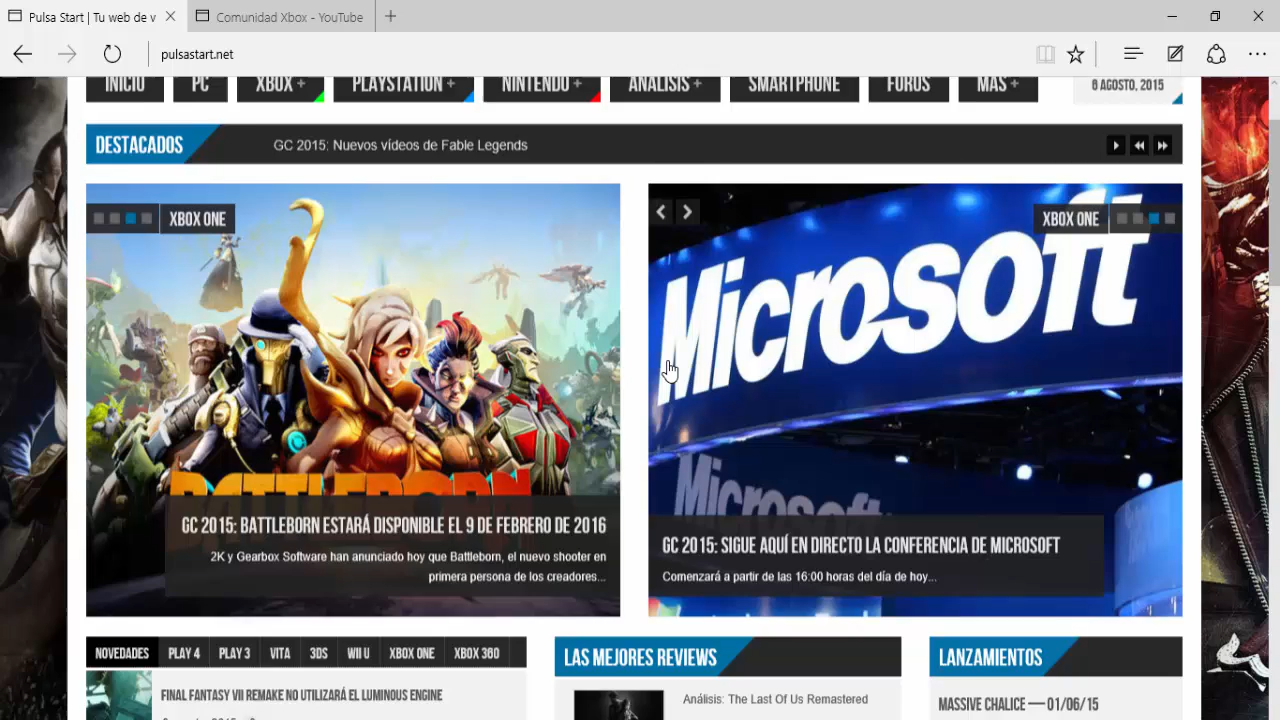 Pulsa Start | Tu web de v
Comunidad Xbox - YouTube
pulsastart.net
INICIO
PC
XBOX +
PLAYSTATION +
NINTENDO +
ANÁLISIS +
SMARTPHONE
FOROS
MÁS +
6 AGOSTO, 2015
DESTACADOS
GC 2015: Nuevos vídeos de Fable Legends
XBOX ONE
BATTLEBORN
GC 2015: BATTLEBORN ESTARÁ DISPONIBLE EL 9 DE FEBRERO DE 2016
2K y Gearbox Software han anunciado hoy que Battleborn, el nuevo shooter en
primera persona de los creadores...
XBOX ONE
Microsoft
Microsoft
GC 2015: SIGUE AQUÍ EN DIRECTO LA CONFERENCIA DE MICROSOFT
Comenzará a partir de las 16:00 horas del día de hoy...
NOVEDADES
PLAY 4
PLAY 3
VITA
3DS
WII U
XBOX ONE
XBOX 360
FINAL FANTASY VII REMAKE NO UTILIZARÁ EL LUMINOUS ENGINE
LAS MEJORES REVIEWS
Análisis: The Last Of Us Remastered
LANZAMIENTOS
MASSIVE CHALICE — 01/06/15